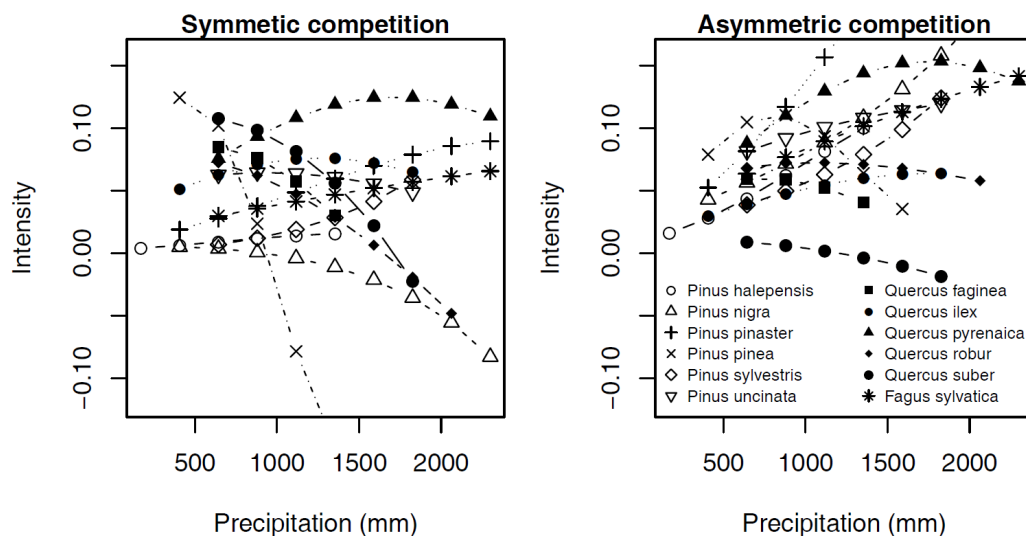 Symmetic competition
Asymmetric competition
Intensity
0.10
0.00
−0.10
500
1000
1500
2000
Precipitation (mm)
Intensity
0.10
0.00
−0.10
500
1000
1500
2000
Precipitation (mm)
Pinus halepensis
Pinus nigra
Pinus pinaster
Pinus pinea
Pinus sylvestris
Pinus uncinata
Quercus faginea
Quercus ilex
Quercus pyrenaica
Quercus robur
Quercus suber
Fagus sylvatica